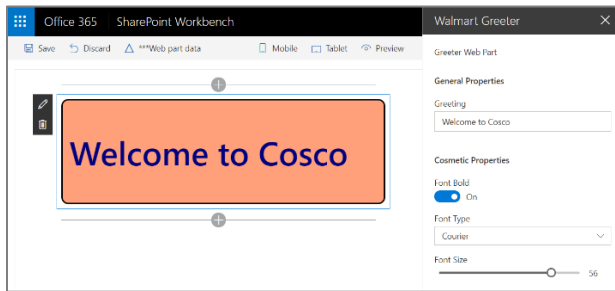 Office 365 SharePoint Workbench
Save Discard ***Web part data Mobile Tablet Preview
Welcome to Cosco
Walmart Greeter
Greeter Web Part
General Properties
Greeting
Welcome to Cosco
Cosmetic Properties
Font Bold
On
Font Type
Courier
Font Size
56